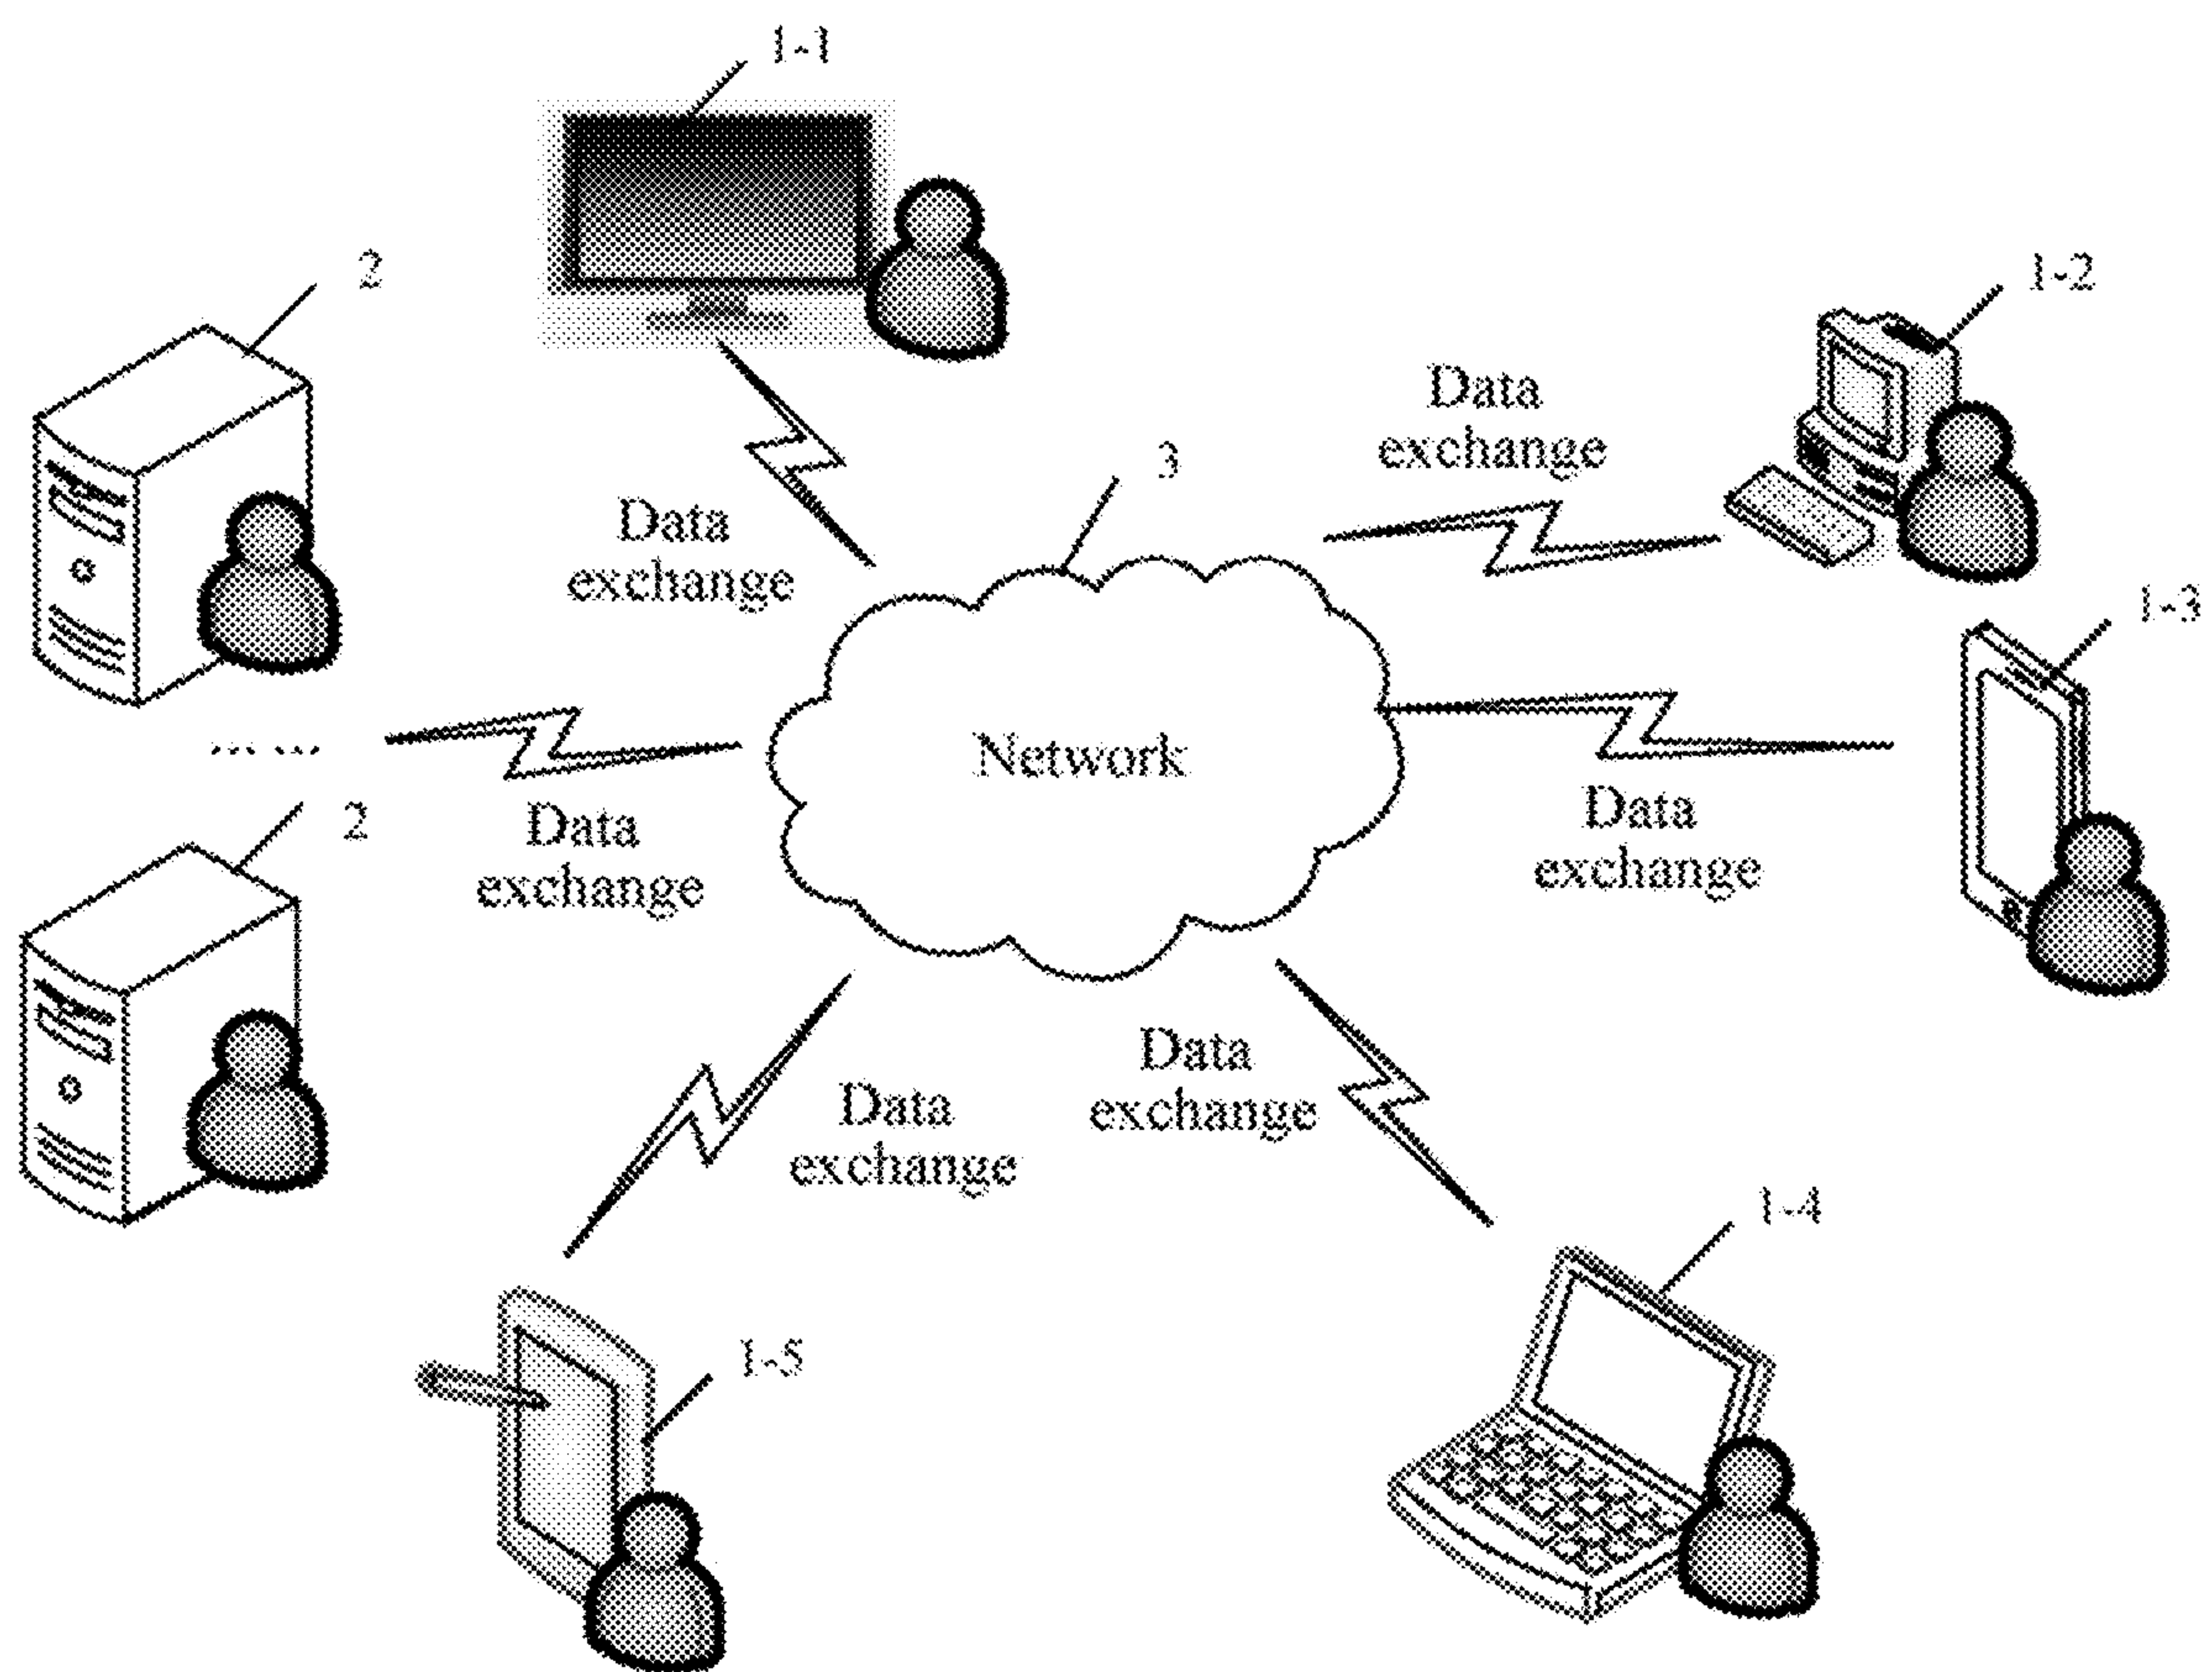 1-1
2
1-2
Data
exchange
3
Data
exchange
1-3
Network
... ...
Data
exchange
2
Data
exchange
Data
exchange
Data
exchange
1-4
1-5